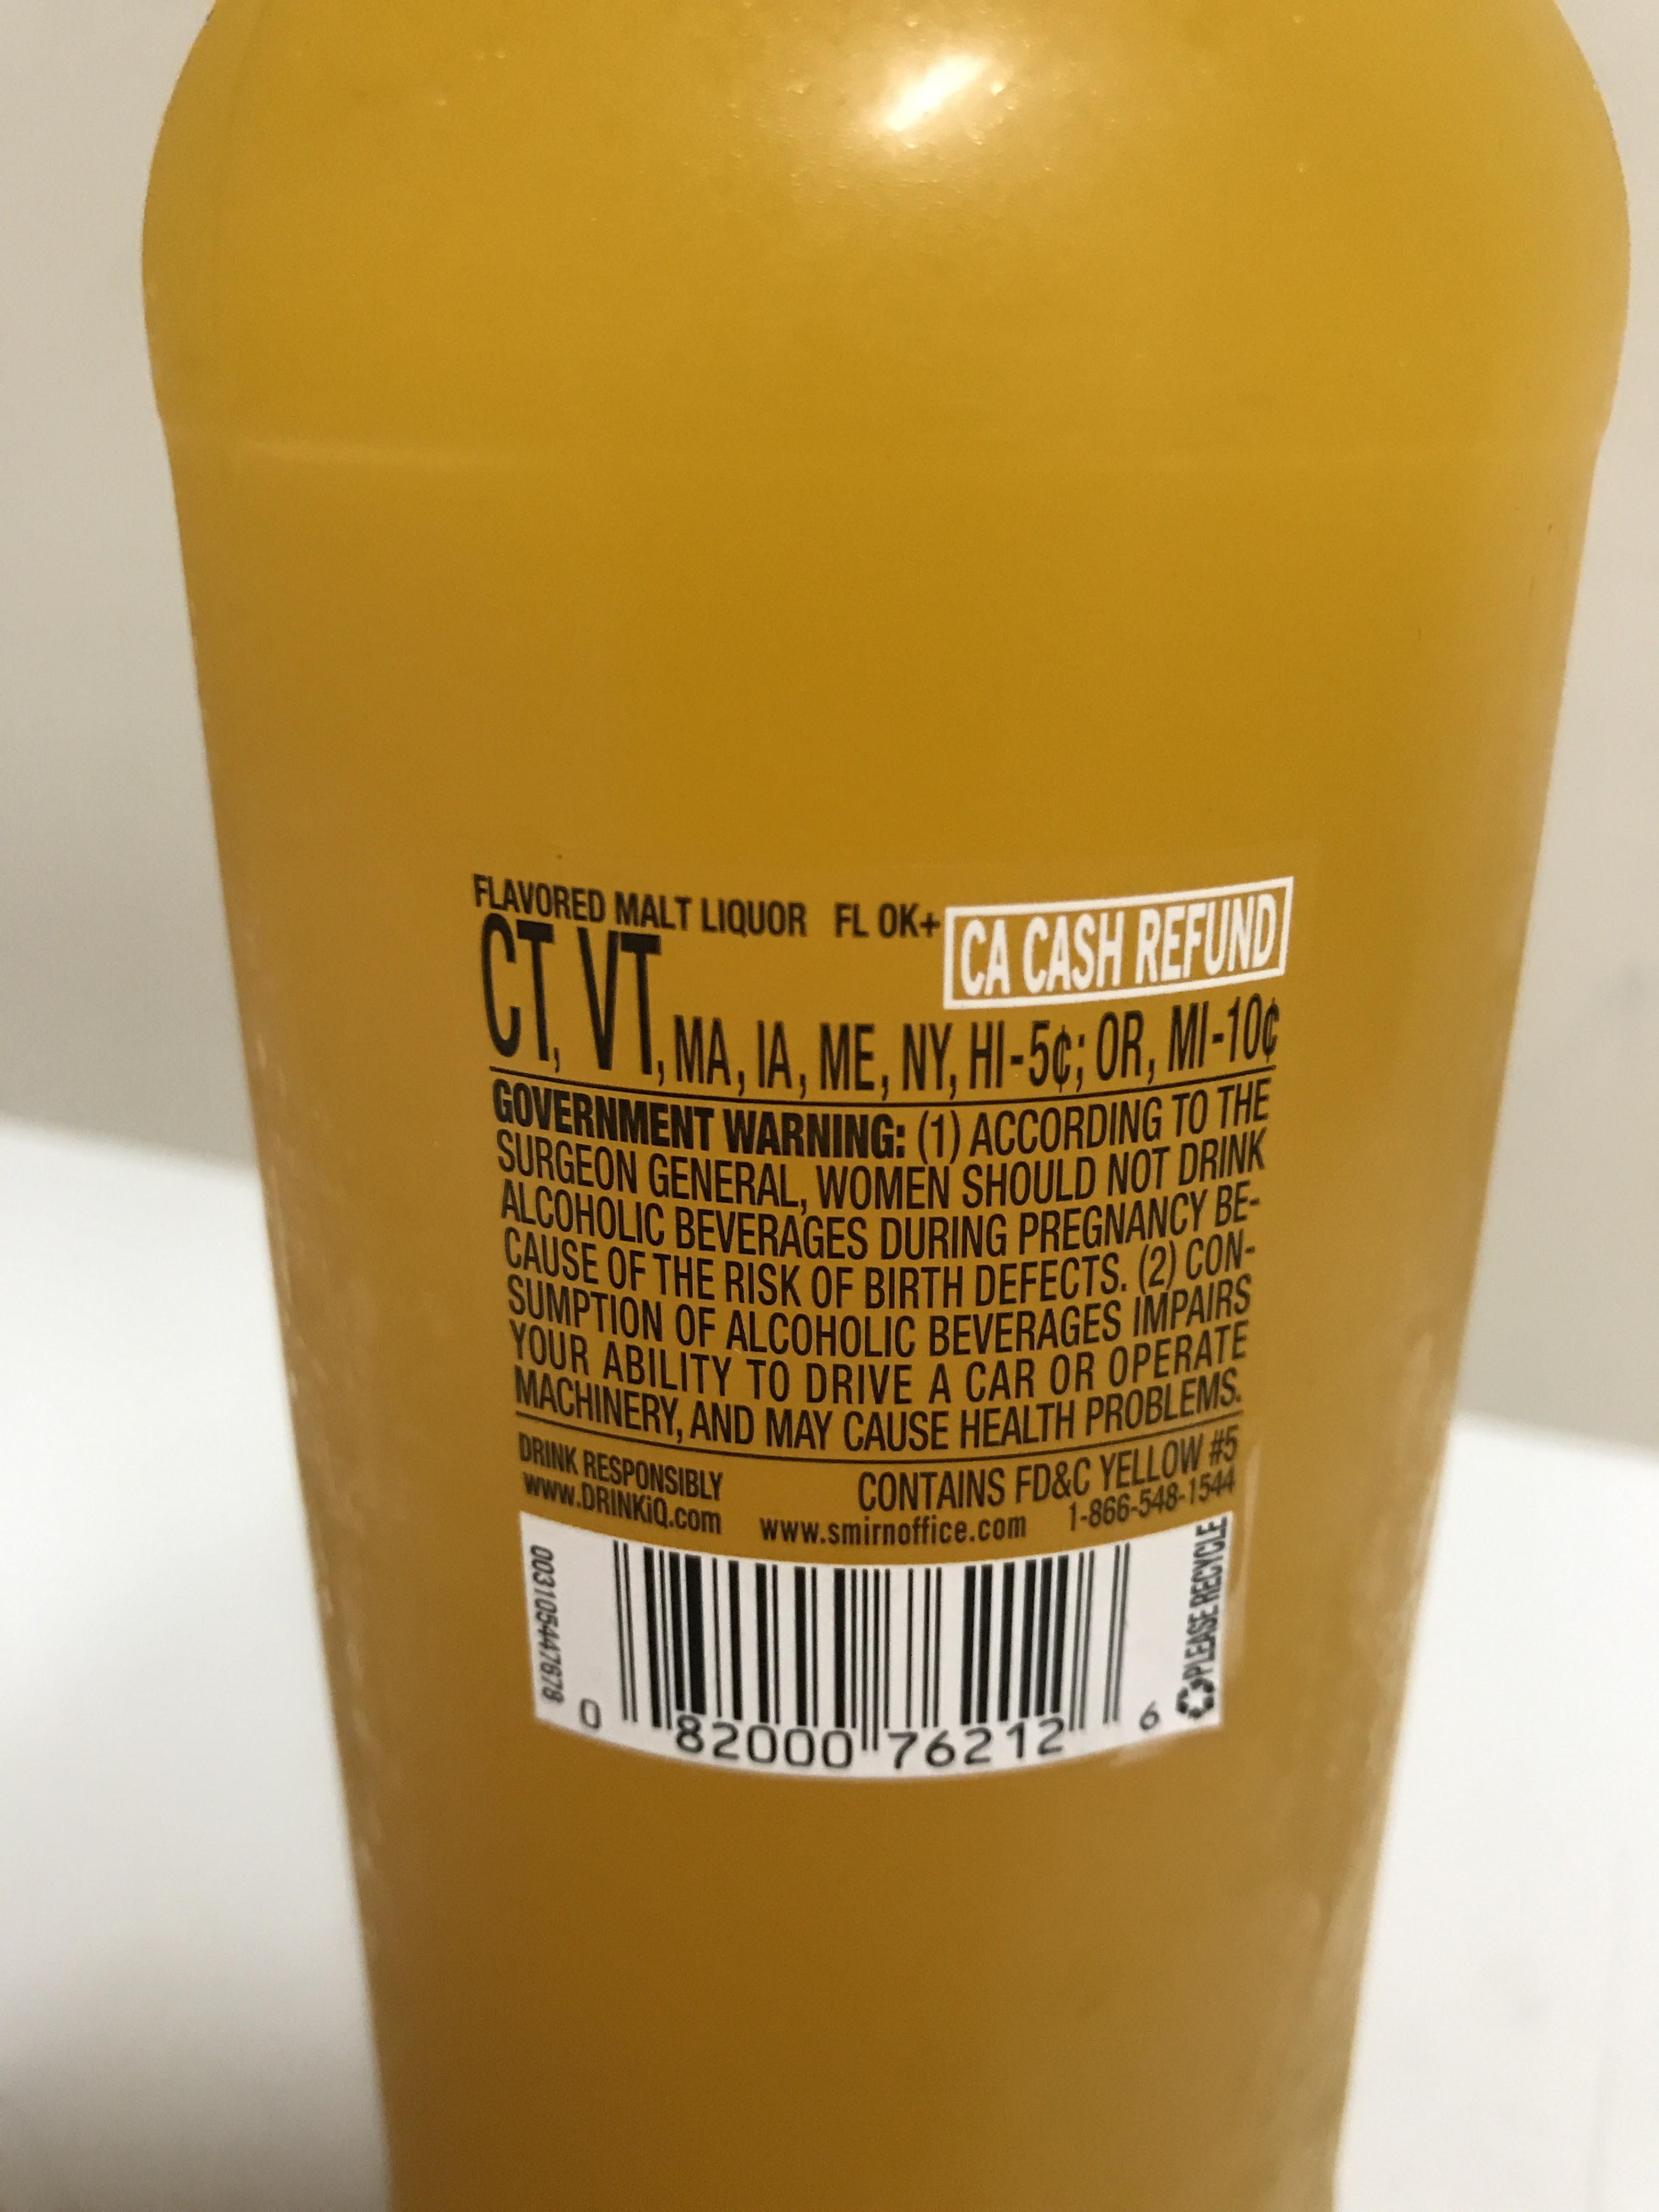 FLAVORED MALT LIQUOR FL OK+ CA CASH REFUND
CT, VT, MA, IA, ME, NY, HI-5¢; OR, MI-10¢
GOVERNMENT WARNING: (1) ACCORDING TO THE
SURGEON GENERAL, WOMEN SHOULD NOT DRINK
ALCOHOLIC BEVERAGES DURING PREGNANCY BE-
CAUSE OF THE RISK OF BIRTH DEFECTS. (2) CON-
SUMPTION OF ALCOHOLIC BEVERAGES IMPAIRS
YOUR ABILITY TO DRIVE A CAR OR OPERATE
MACHINERY, AND MAY CAUSE HEALTH PROBLEMS.
DRINK RESPONSIBLY CONTAINS FD&C YELLOW #5
www.DRINKiQ.com www.smirnoffice.com 1-866-548-1544
003105447678
PLEASE RECYCLE
0 82000 76212 6